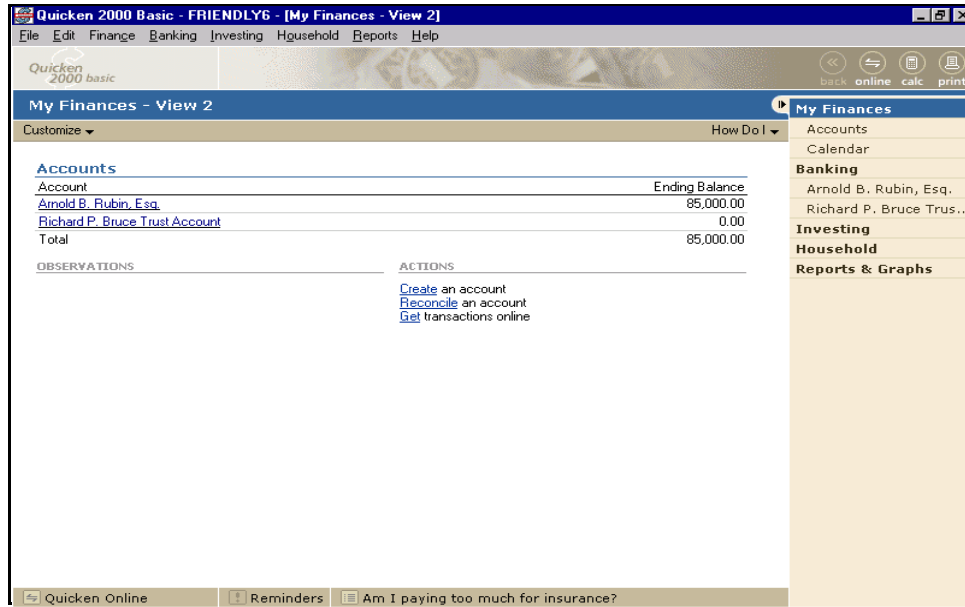 Quicken 2000 Basic - FRIENDLY6 - [My Finances - View 2]
File Edit Finance Banking Investing Household Reports Help
Quicken
2000 basic
back online calc print
My Finances - View 2
Customize
How Do I
Accounts
Account Ending Balance
Arnold B. Rubin, Esq. 85,000.00
Richard P. Bruce Trust Account 0.00
Total 85,000.00
OBSERVATIONS
ACTIONS
Create an account
Reconcile an account
Get transactions online
My Finances
Accounts
Calendar
Banking
Arnold B. Rubin, Esq.
Richard P. Bruce Trus..
Investing
Household
Reports & Graphs
Quicken Online
Reminders
Am I paying too much for insurance?